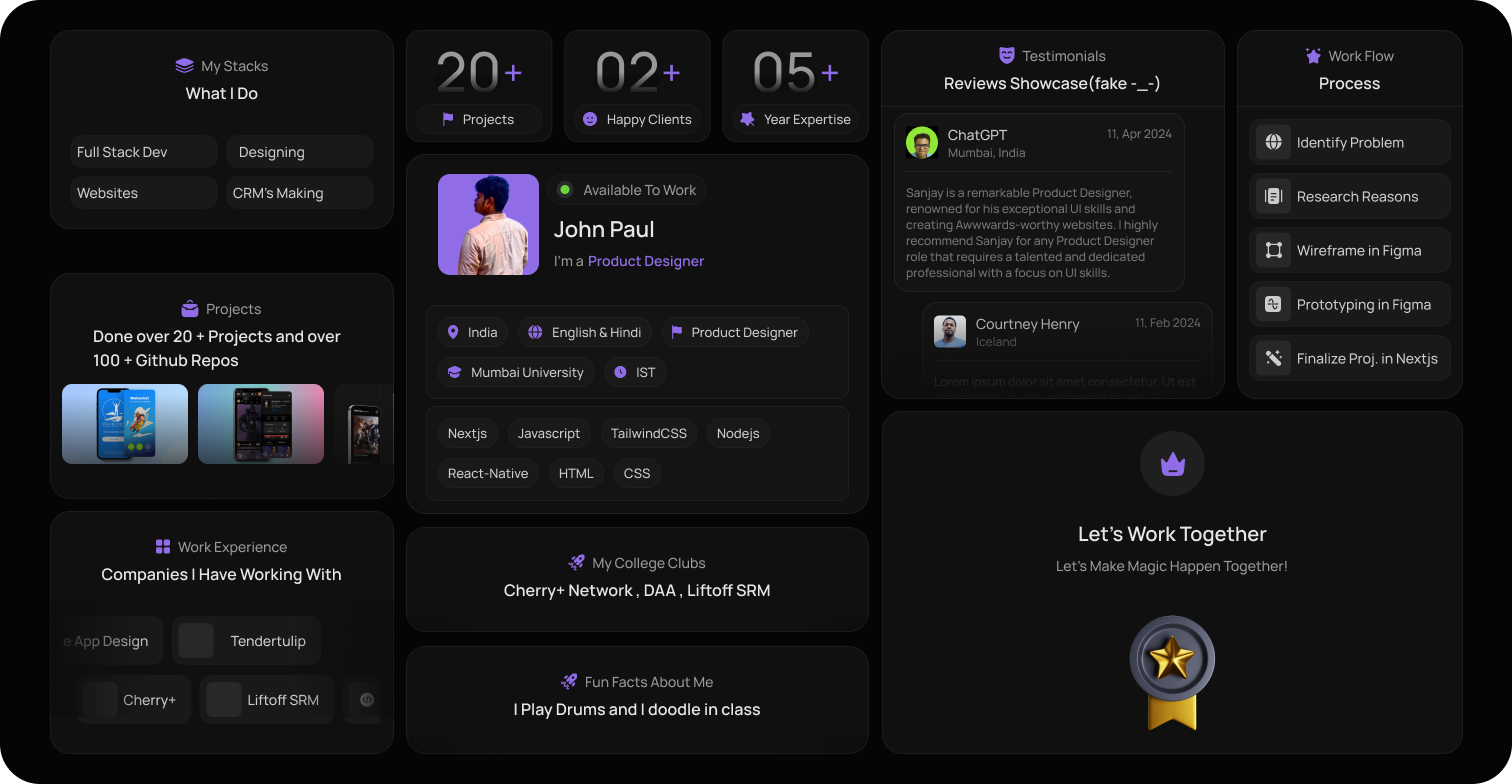 My Stacks
What I Do
Full Stack Dev
Designing
Websites
CRM's Making
Projects
Done over 20 + Projects and over
100 + Github Repos
Welcome!
Work Experience
Companies I Have Working With
e App Design
Tendertulip
Cherry+
Liftoff SRM
20+
Projects
02+
Happy Clients
05+
Year Expertise
Available To Work
John Paul
I'm a Product Designer
India
English & Hindi
Product Designer
Mumbai University
IST
Nextjs
Javascript
TailwindCSS
Nodejs
React-Native
HTML
CSS
My College Clubs
Cherry+ Network , DAA , Liftoff SRM
Fun Facts About Me
I Play Drums and I doodle in class
Testimonials
Reviews Showcase(fake -_-)
ChatGPT
11, Apr 2024
Mumbai, India
Sanjay is a remarkable Product Designer,
renowned for his exceptional UI skills and
creating Awwwards-worthy websites. I highly
recommend Sanjay for any Product Designer
role that requires a talented and dedicated
professional with a focus on UI skills.
Courtney Henry
11, Feb 2024
Iceland
Lorem ipsum dolor sit amet consectetur. Ut est
Work Flow
Process
Identify Problem
Research Reasons
Wireframe in Figma
Prototyping in Figma
Finalize Proj. in Nextjs
Let's Work Together
Let's Make Magic Happen Together!